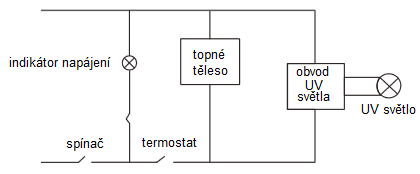 indikátor napájení
topné
těleso
obvod
UV
světla
UV světlo
spínač
termostat